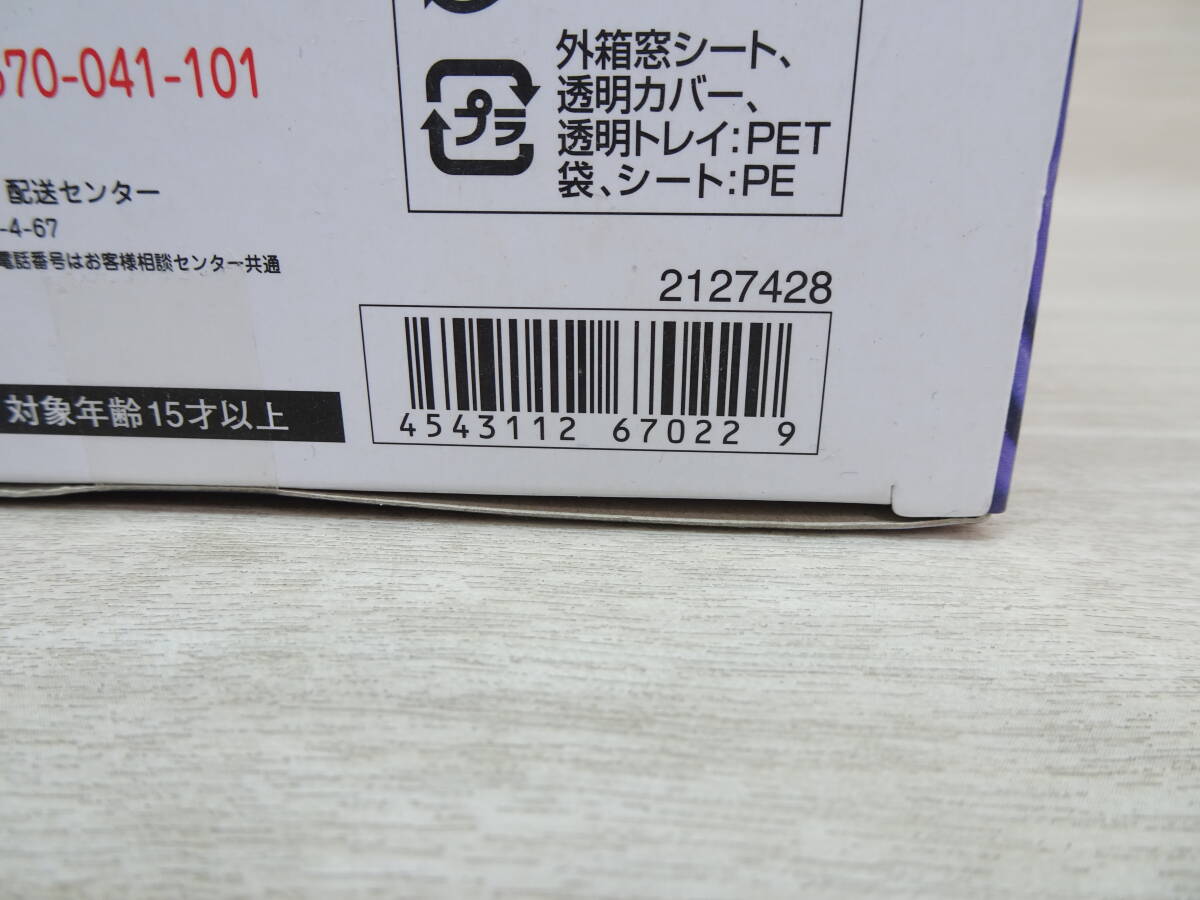 570-041-101
配送センター
-4-67
電話番号はお客様相談センター共通
対象年齢15才以上
プラ
外箱窓シート、
透明カバー、
透明トレイ:PET
袋、シート:PE
2127428
4543112 67022 9